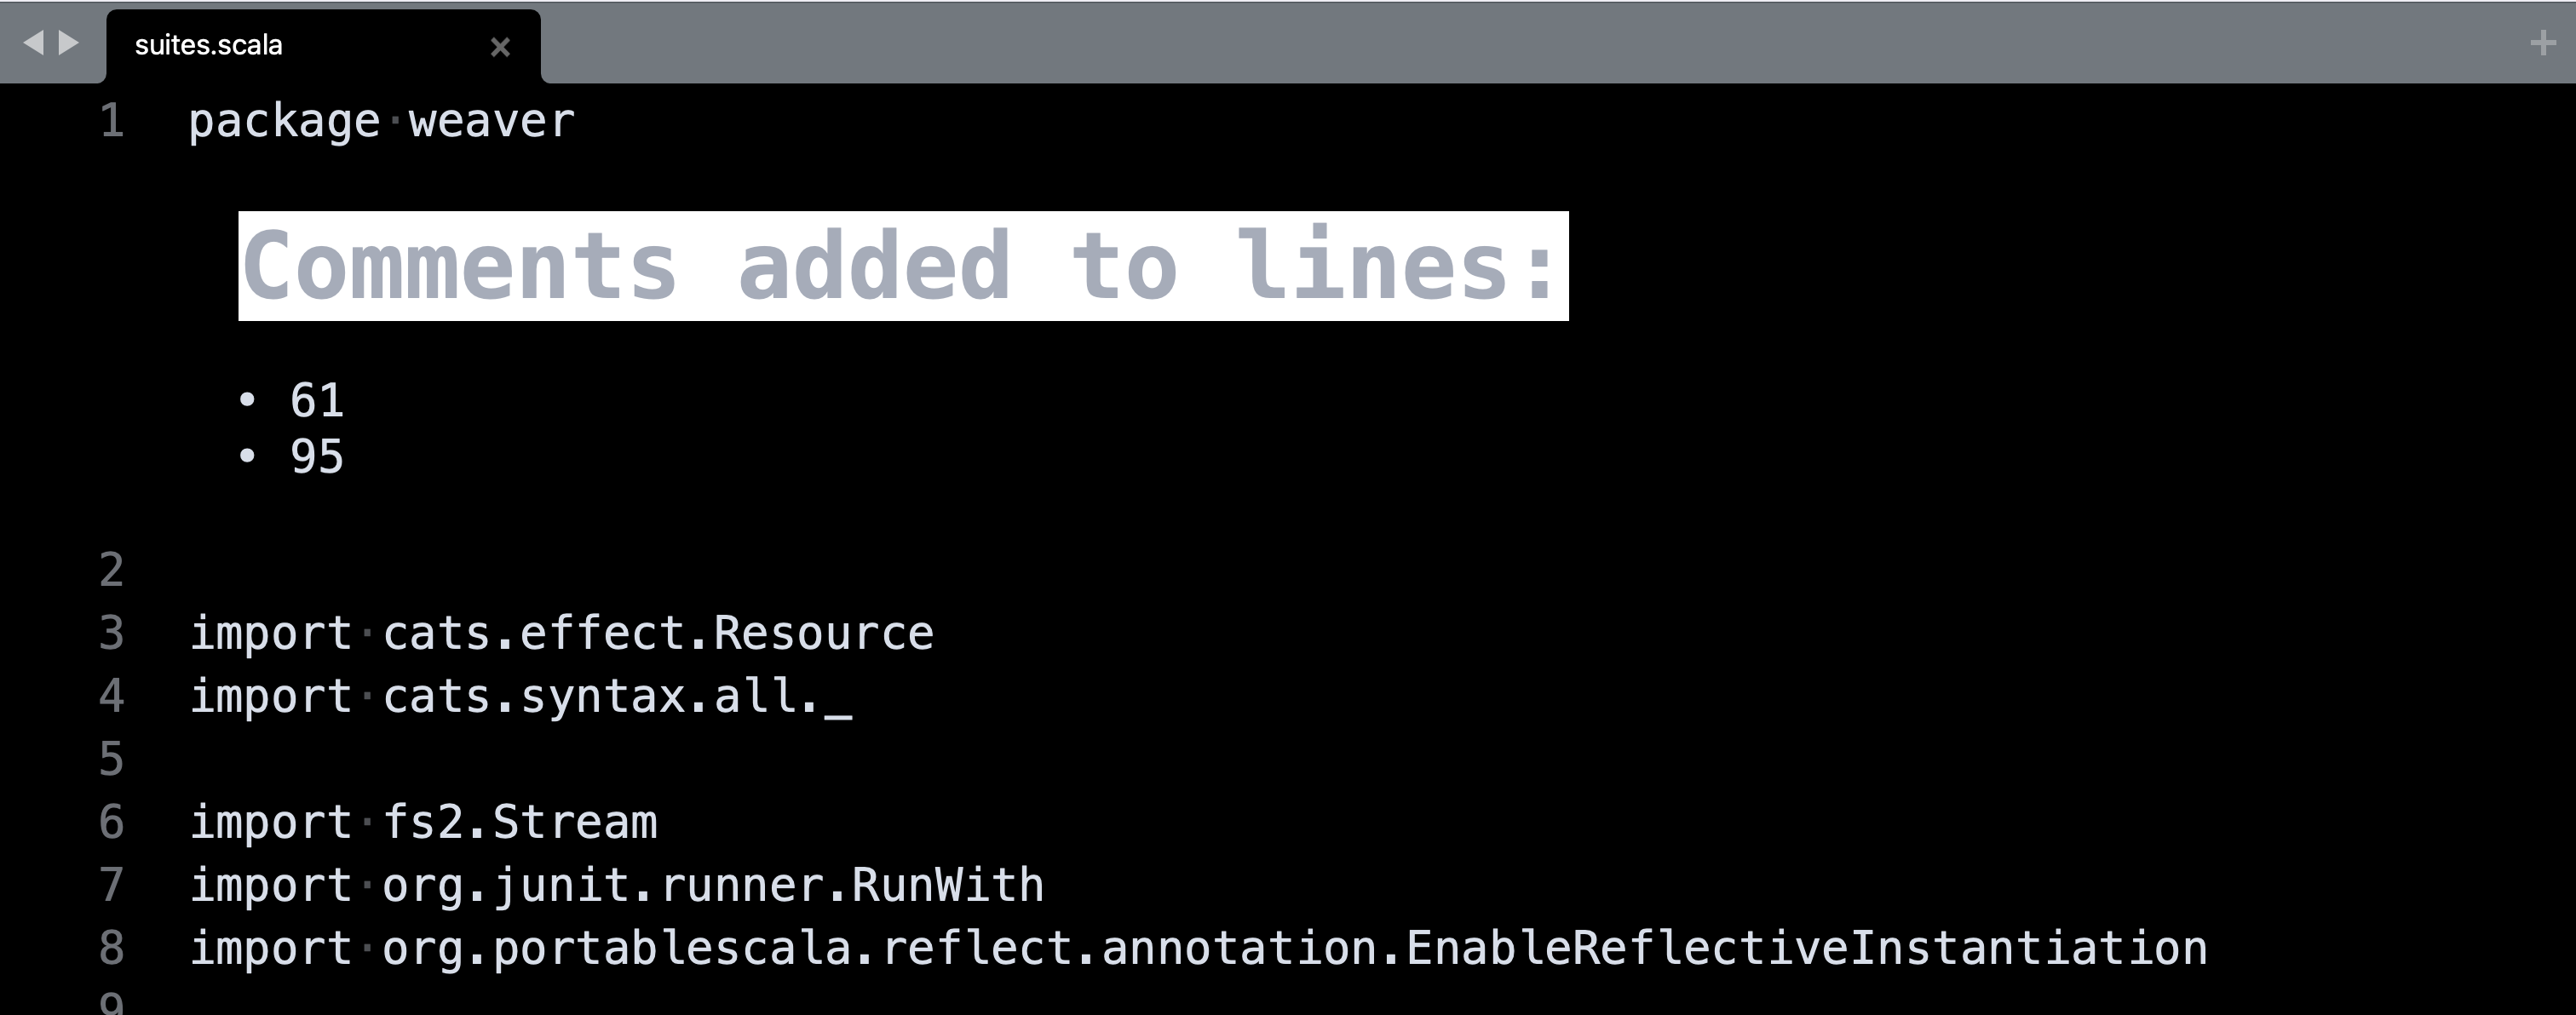 suites.scala
1 package·weaver
Comments added to lines:
• 61
• 95
2
3 import·cats.effect.Resource
4 import·cats.syntax.all._
5
6 import·fs2.Stream
7 import·org.junit.runner.RunWith
8 import·org.portablescala.reflect.annotation.EnableReflectiveInstantiation
9